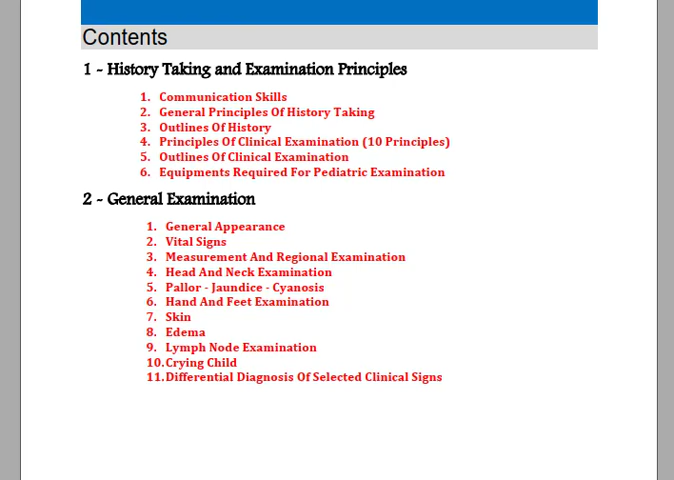 Contents
1 - History Taking and Examination Principles
1. Communication Skills
2. General Principles Of History Taking
3. Outlines Of History
4. Principles Of Clinical Examination (10 Principles)
5. Outlines Of Clinical Examination
6. Equipments Required For Pediatric Examination
2 - General Examination
1. General Appearance
2. Vital Signs
3. Measurement And Regional Examination
4. Head And Neck Examination
5. Pallor - Jaundice - Cyanosis
6. Hand And Feet Examination
7. Skin
8. Edema
9. Lymph Node Examination
10. Crying Child
11. Differential Diagnosis Of Selected Clinical Signs